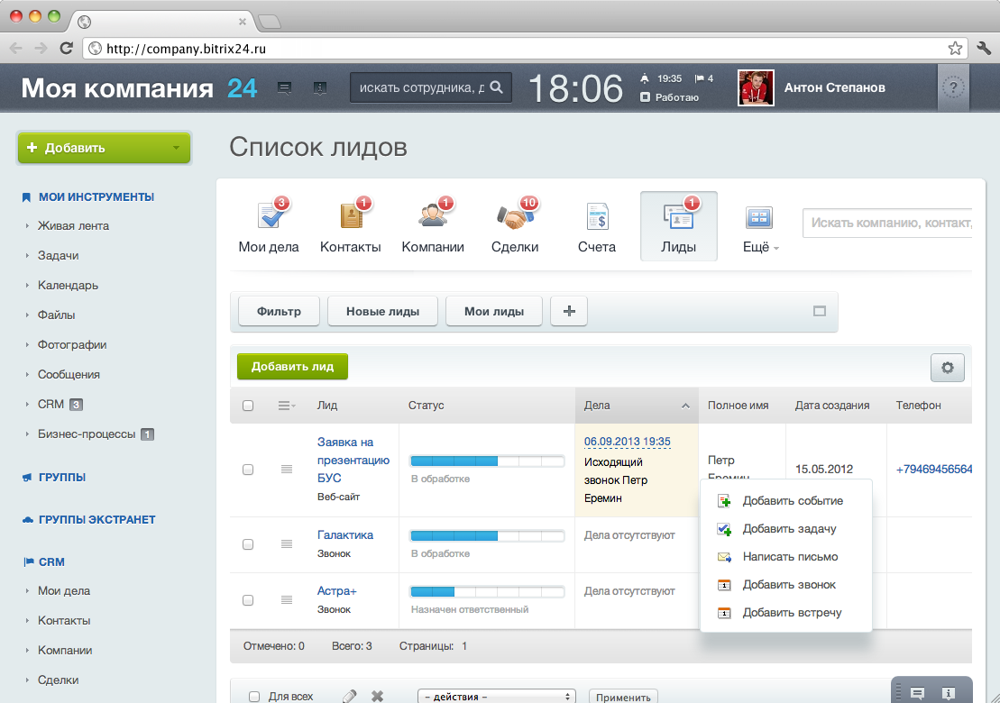 http://company.bitrix24.ru
Моя компания 24
искать сотрудника, д
18:06
19:35
4
Работаю
Антон Степанов
?
Добавить
Список лидов
МОИ ИНСТРУМЕНТЫ
Живая лента
Задачи
Календарь
Файлы
Фотографии
Сообщения
CRM 3
Бизнес-процессы 1
ГРУППЫ
ГРУППЫ ЭКСТРАНЕТ
CRM
Мои дела
Контакты
Компании
Сделки
3
1
1
10
1
Мои дела
Контакты
Компании
Сделки
Счета
Лиды
Ещё
Искать компанию, контакт,
Фильтр
Новые лиды
Мои лиды
Добавить лид
Лид
Статус
Дела
Полное имя
Дата создания
Телефон
Заявка на
презентацию
БУС
Веб-сайт
В обработке
06.09.2013 19:35
Исходящий
звонок Петр
Еремин
Петр
Еремин
15.05.2012
+79469456564
Галактика
Звонок
В обработке
Дела отсутствуют
Астра+
Звонок
Назначен ответственный
Дела отсутствуют
Добавить событие
Добавить задачу
Написать письмо
Добавить звонок
Добавить встречу
Отмечено: 0
Всего: 3
Страницы: 1
Для всех
- действия -
Применить